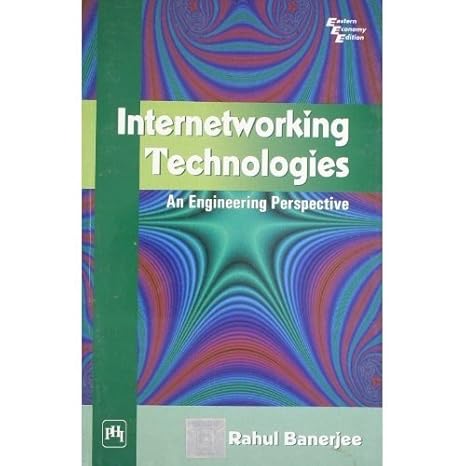 Eastern
Economy
Edition
Internetworking
Technologies
An Engineering Perspective
PHI
Rahul Banerjee